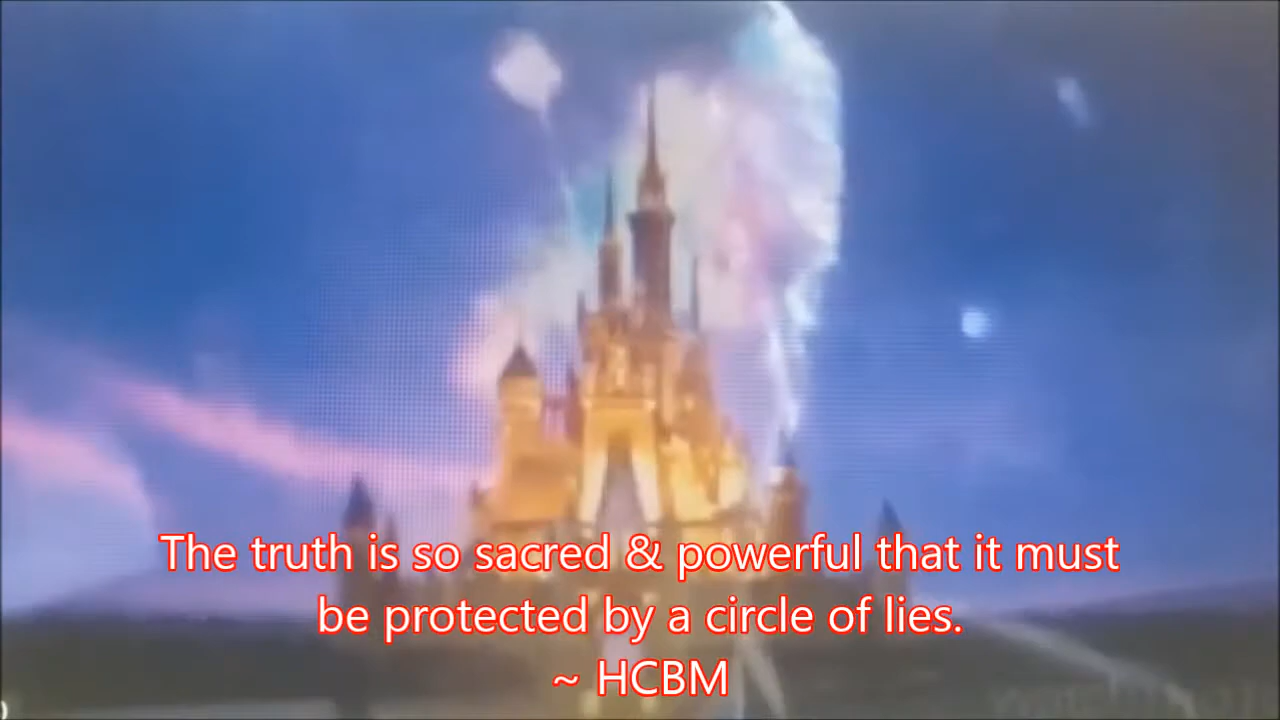 The truth is so sacred & powerful that it must
be protected by a circle of lies.
~ HCBM